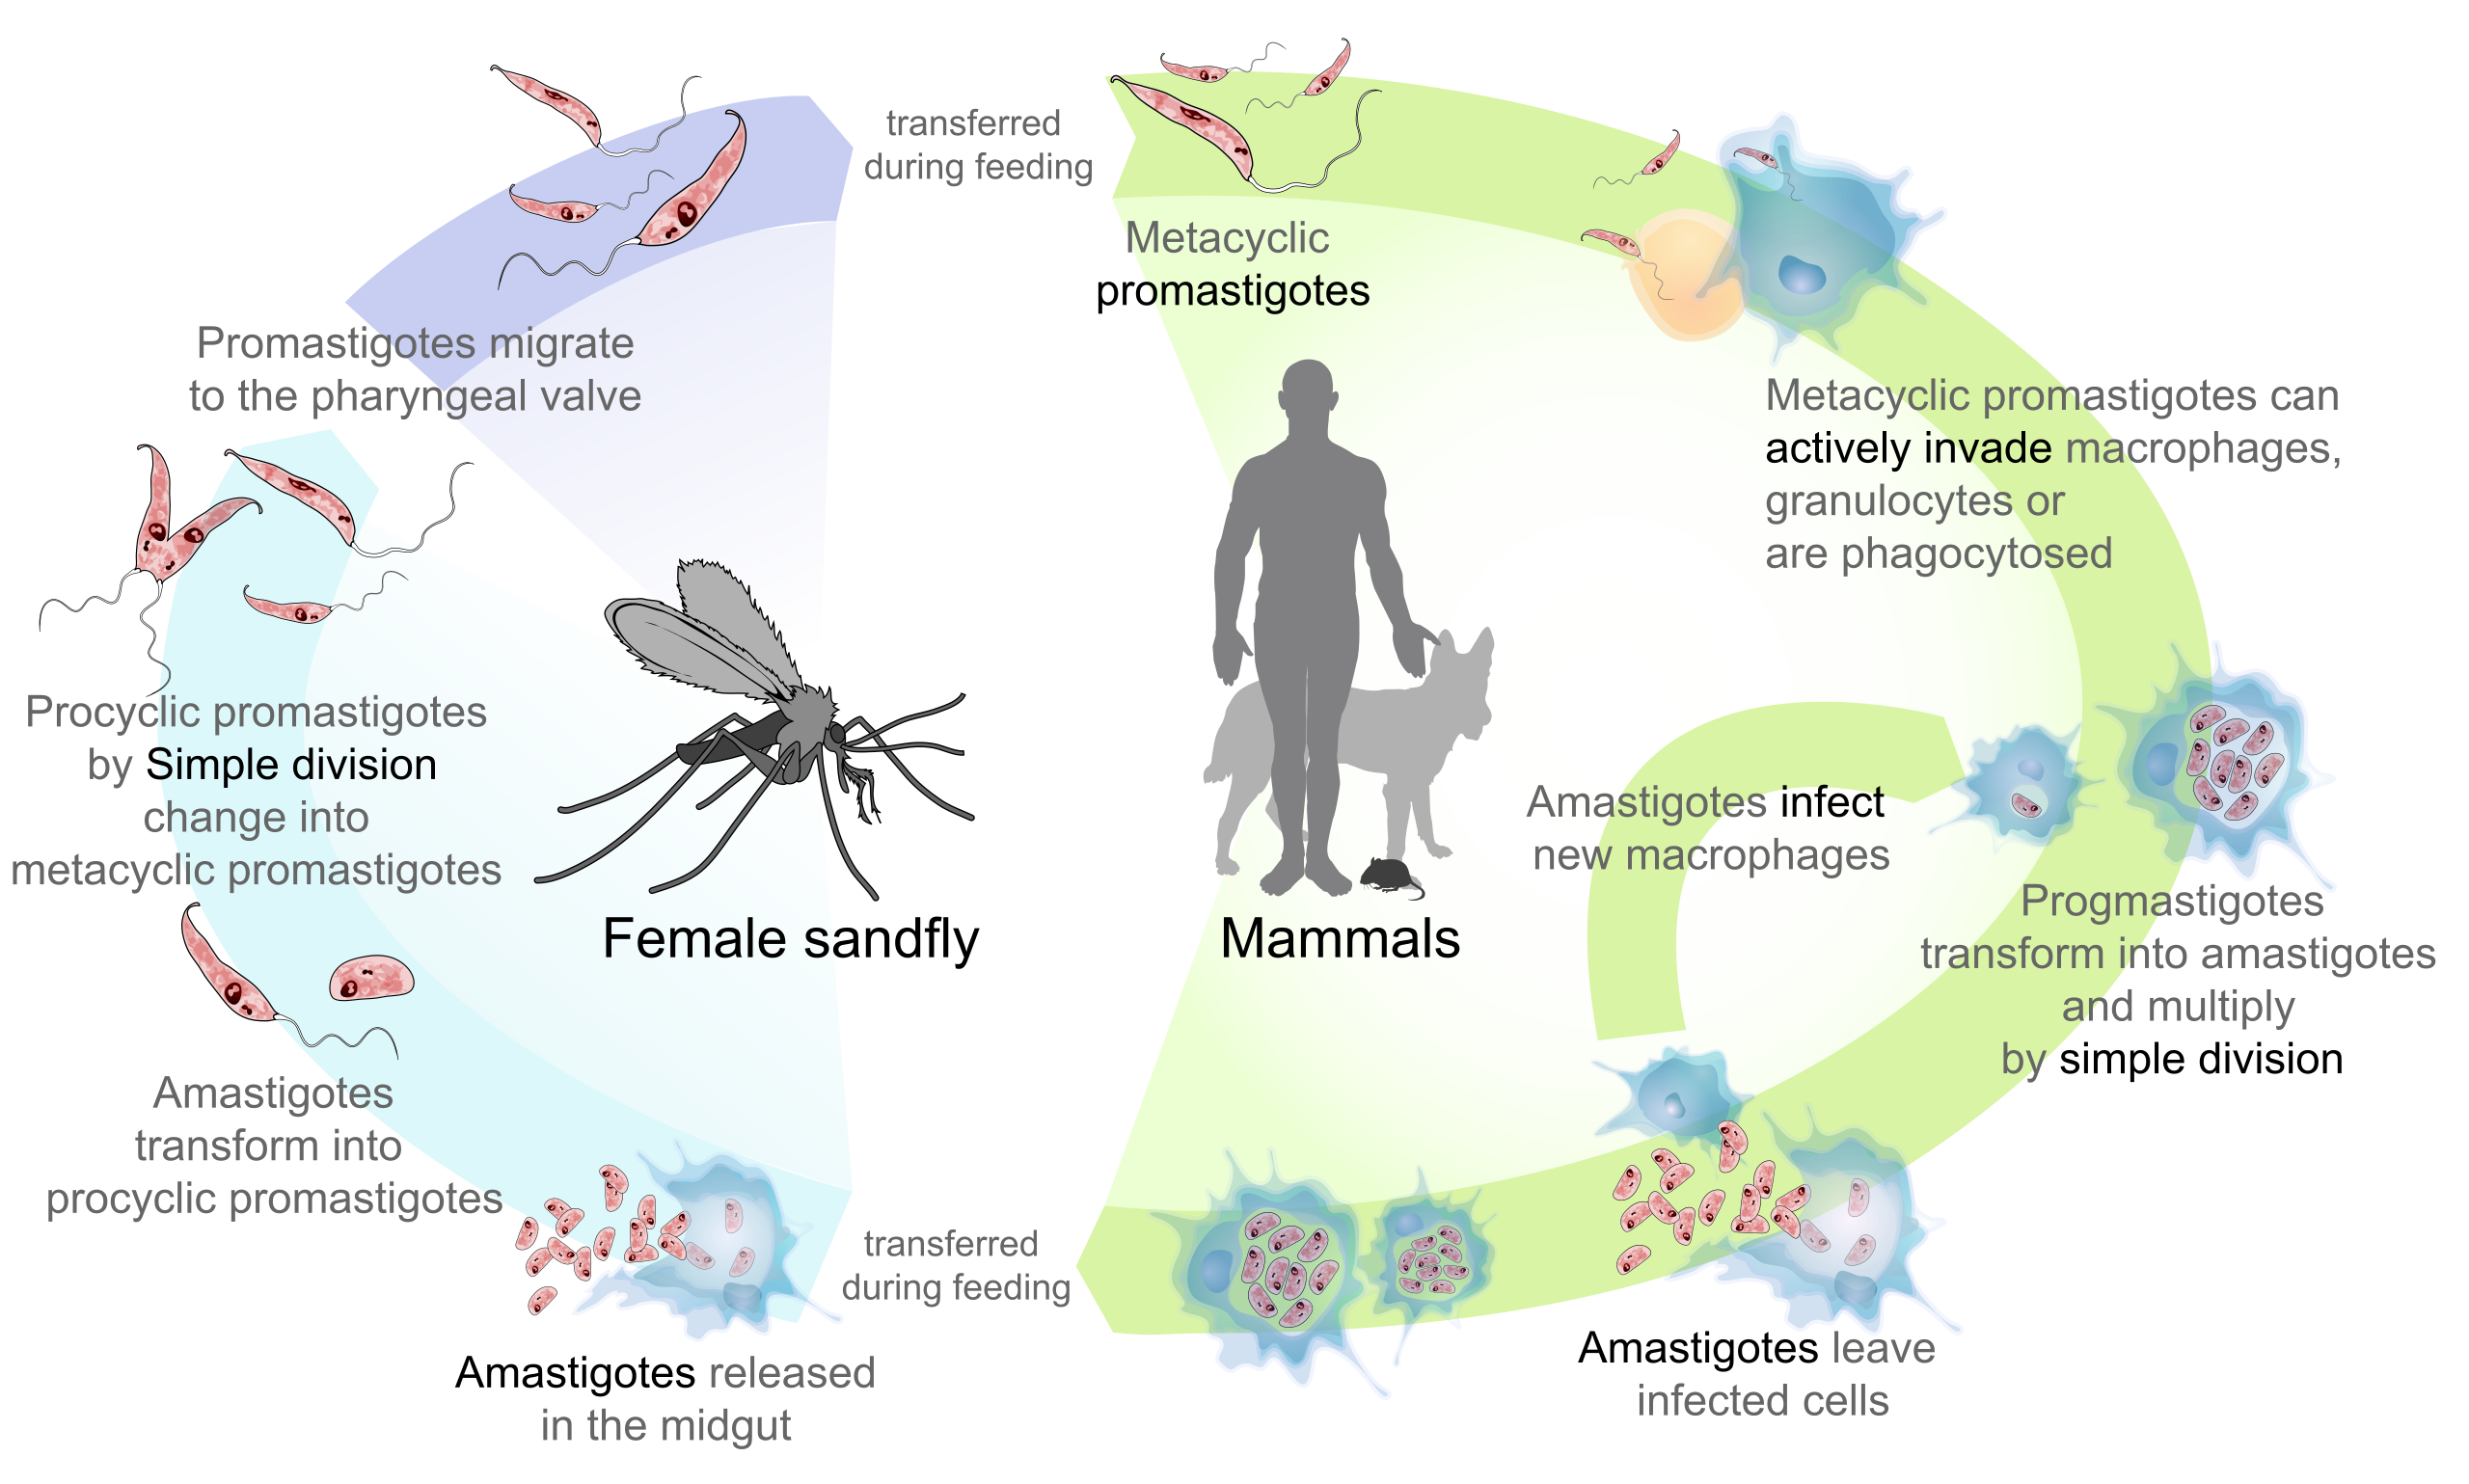 transferred
during feeding
Metacyclic
promastigotes
Metacyclic promastigotes can
actively invade macrophages,
granulocytes or
are phagocytosed
Progmastigotes
transform into amastigotes
and multiply
by simple division
Amastigotes infect
new macrophages
Amastigotes leave
infected cells
Mammals
transferred
during feeding
Amastigotes released
in the midgut
Amastigotes
transform into
procyclic promastigotes
Procyclic promastigotes
by Simple division
change into
metacyclic promastigotes
Promastigotes migrate
to the pharyngeal valve
Female sandfly